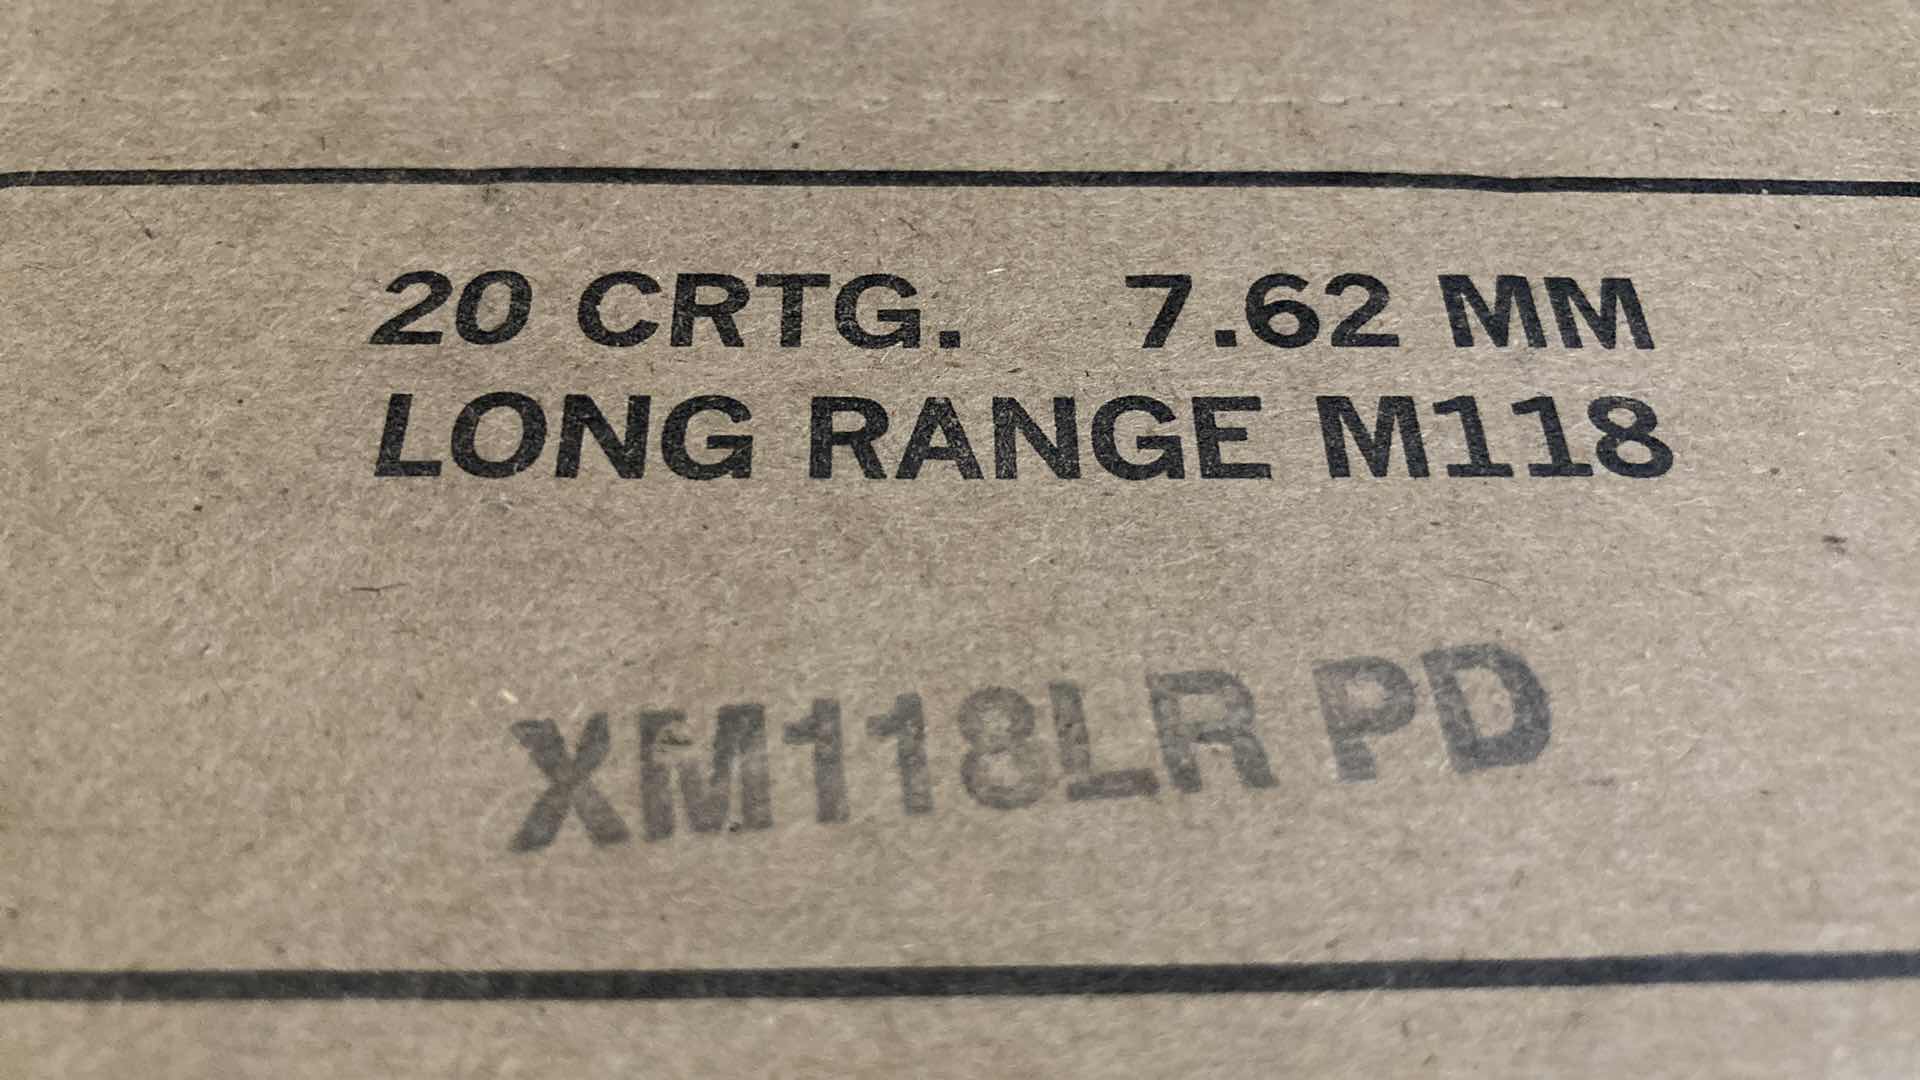 20 CRTG. 7.62 MM
LONG RANGE M118
XM118LR PD